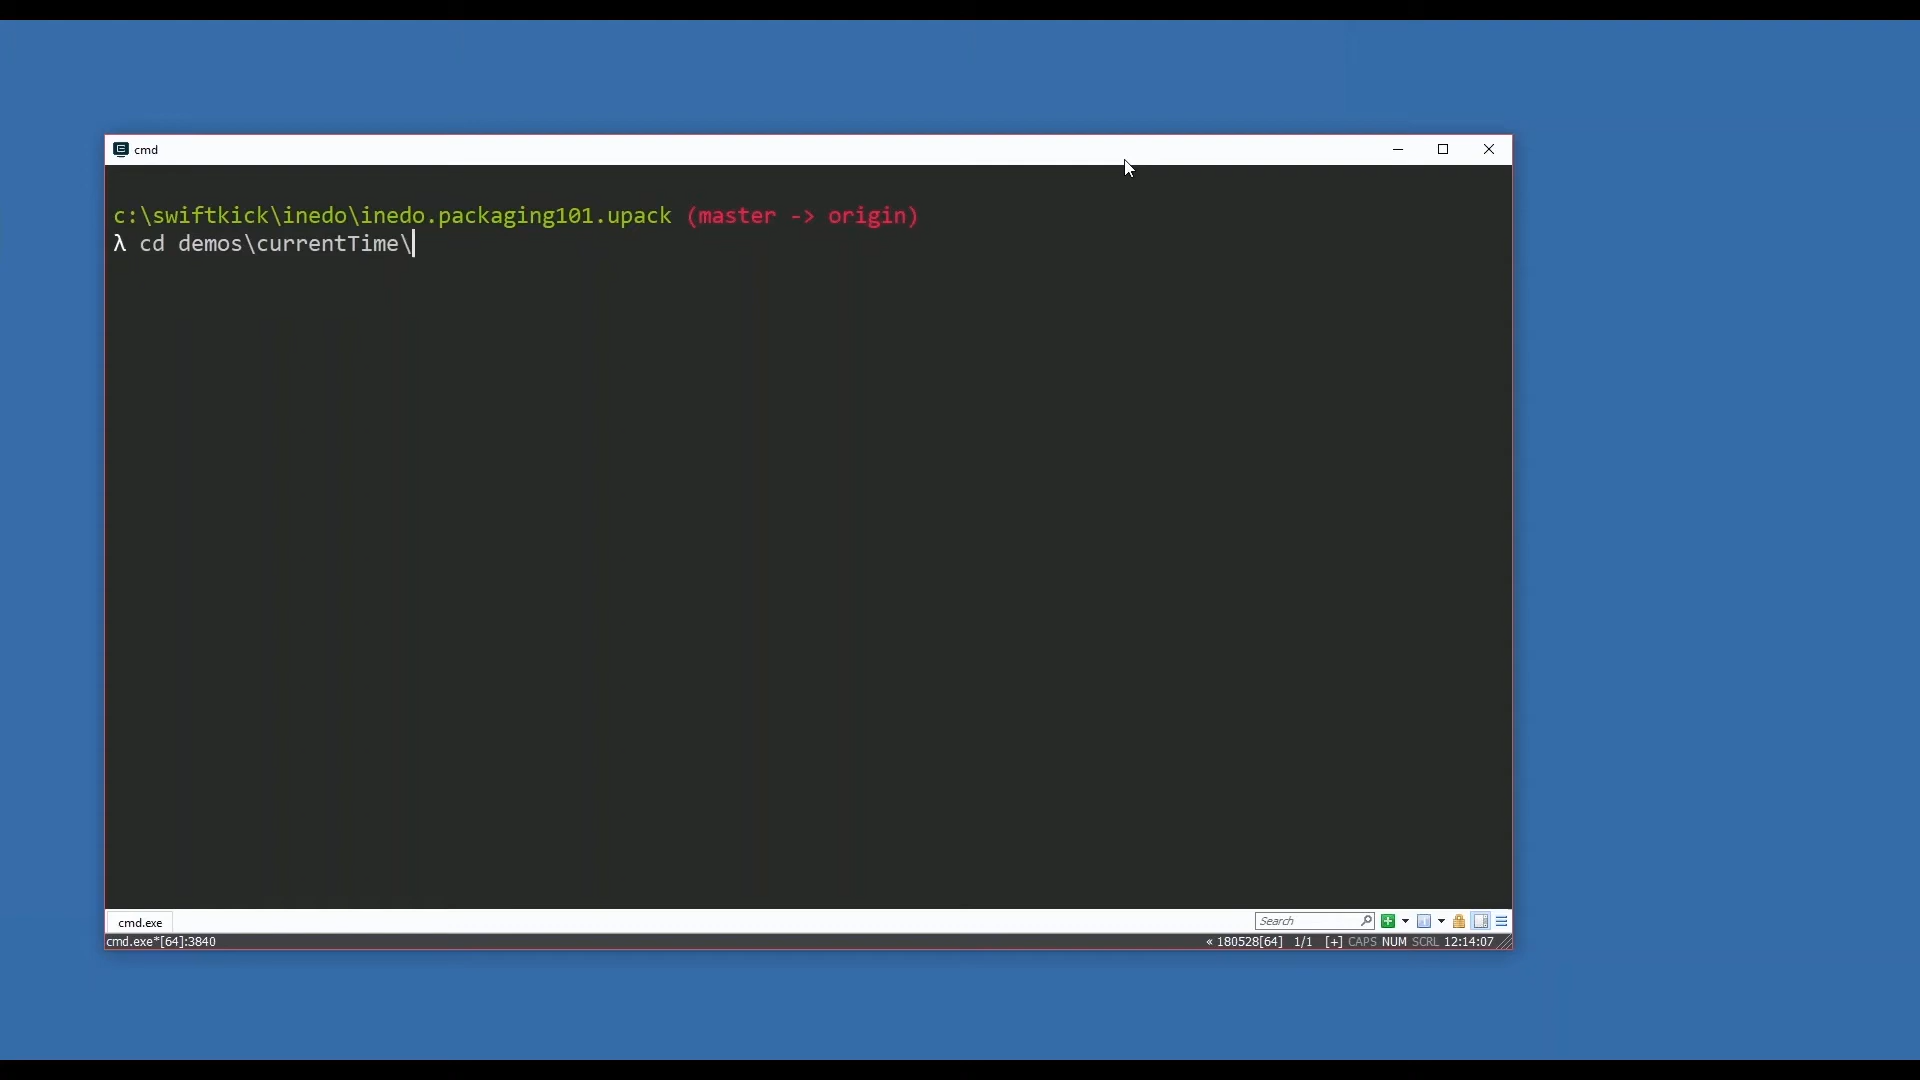 cmd
c:\swiftkick\inedo\inedo.packaging101.upack (master -> origin)
λ cd demos\currentTime\
cmd.exe
Search
cmd.exe*[64]:3840
« 180528[64] 1/1 [+] CAPS NUM SCRL 12:14:07